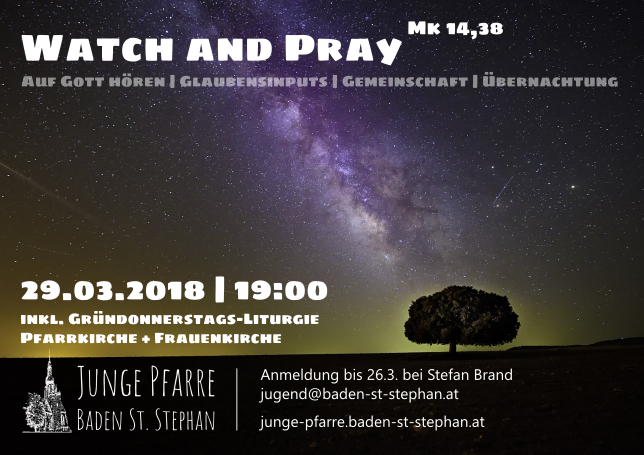 Watch and Pray Mk 14,38
Auf Gott hören | Glaubensinputs | Gemeinschaft | Übernachtung
29.03.2018 | 19:00
inkl. Gründonnerstags-Liturgie
Pfarrkirche + Frauenkirche
Junge Pfarre
Baden St. Stephan
Anmeldung bis 26.3. bei Stefan Brand
jugend@baden-st-stephan.at
junge-pfarre.baden-st-stephan.at